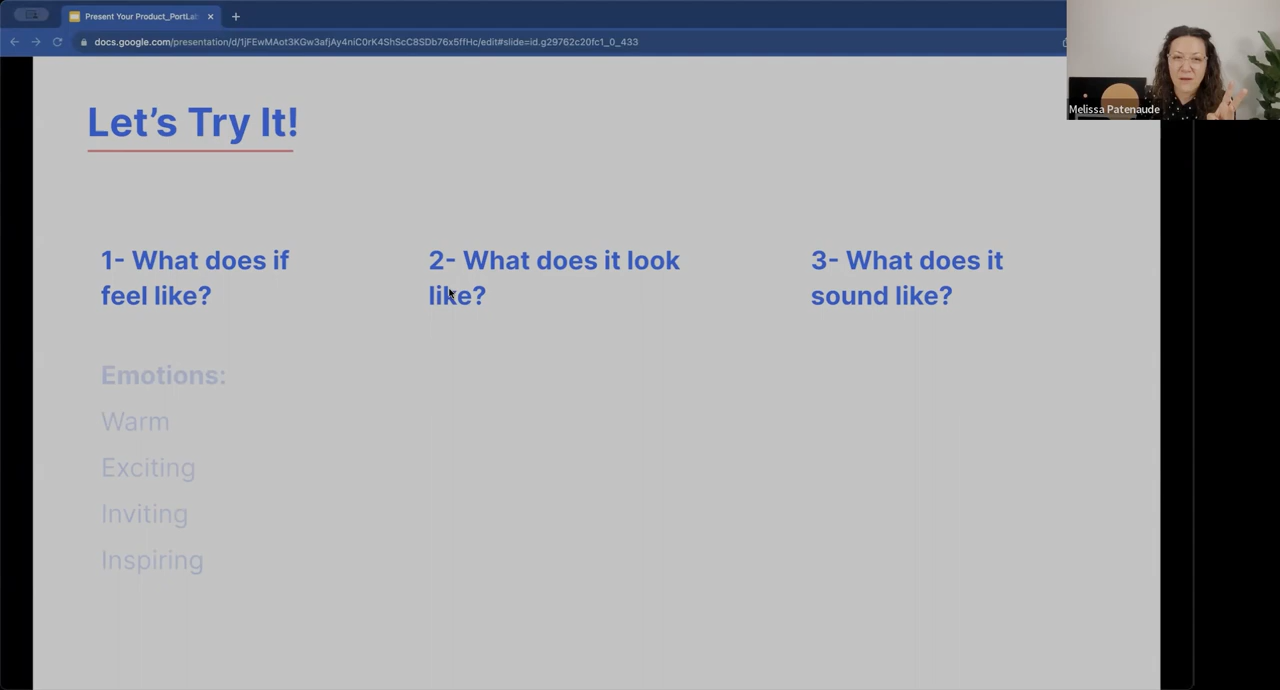 Present Your Product_PortLab
docs.google.com/presentation/d/1jFEwMAot3KGw3afjAy4niC0rK4ShScC8SDb76x5ffHc/edit#slide=id.g29762c20fc1_0_433
Melissa Patenaude
Let's Try It!
1- What does if
feel like?
Emotions:
Warm
Exciting
Inviting
Inspiring
2- What does it look
like?
3- What does it
sound like?